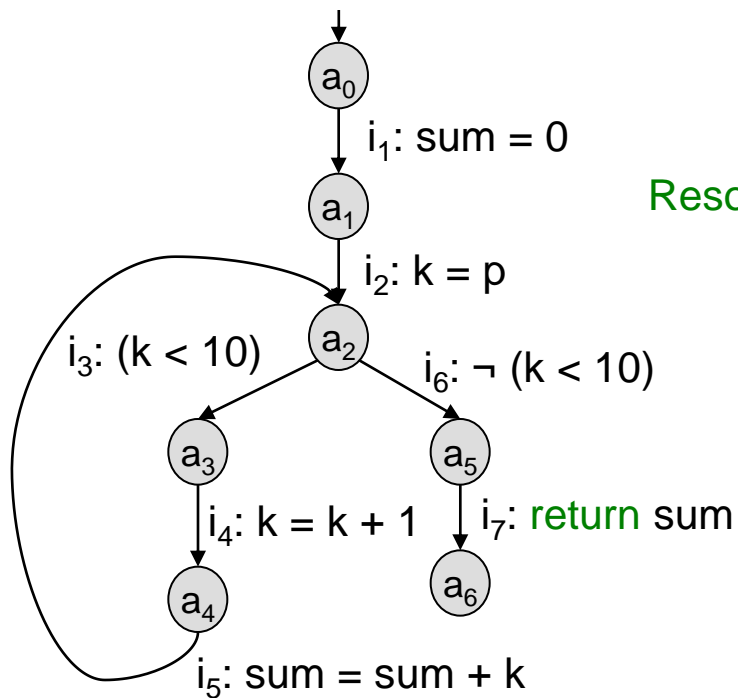 a₀
i₁: sum = 0
a₁
Resc
i₂: k = p
a₂
i₃: (k < 10)
i₆: ¬ (k < 10)
a₃
a₅
i₄: k = k + 1
i₇: return sum
a₄
a₆
i₅: sum = sum + k